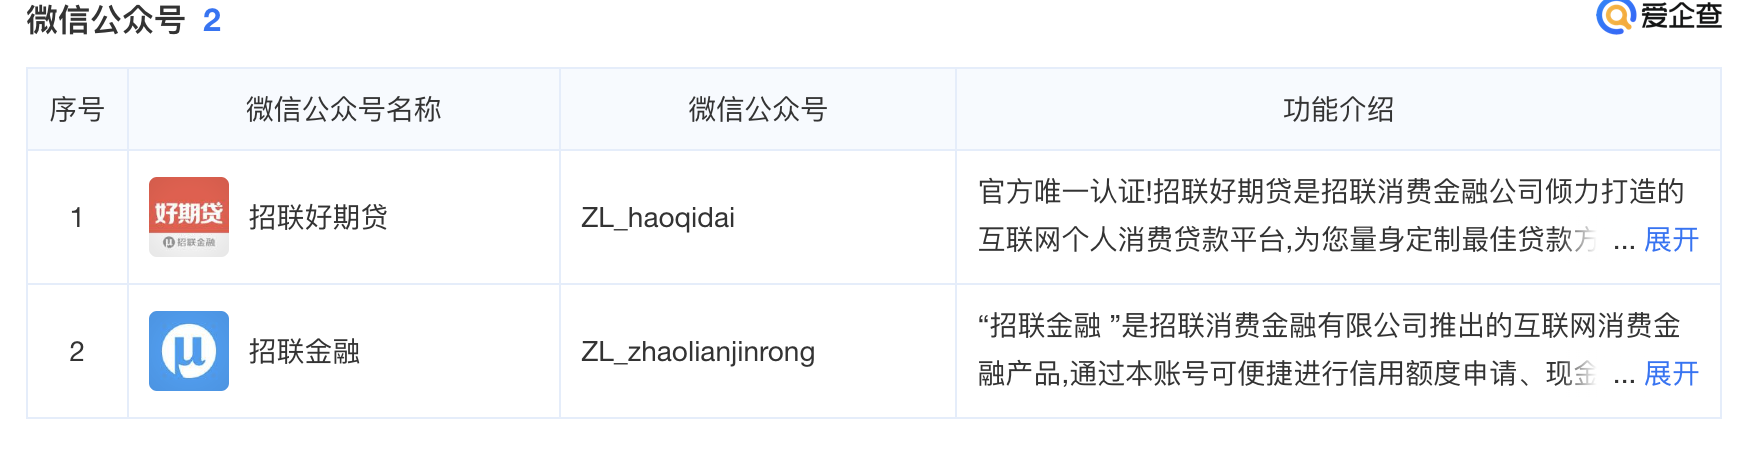 微信公众号 2
爱企查
序号 微信公众号名称 微信公众号 功能介绍
好期贷
招联金融
1 招联好期贷 ZL_haoqidai
官方唯一认证!招联好期贷是招联消费金融公司倾力打造的
互联网个人消费贷款平台,为您量身定制最佳贷款方 ... 展开
μ
2 招联金融 ZL_zhaolianjinrong
“招联金融 ”是招联消费金融有限公司推出的互联网消费金
融产品,通过本账号可便捷进行信用额度申请、现金 ... 展开